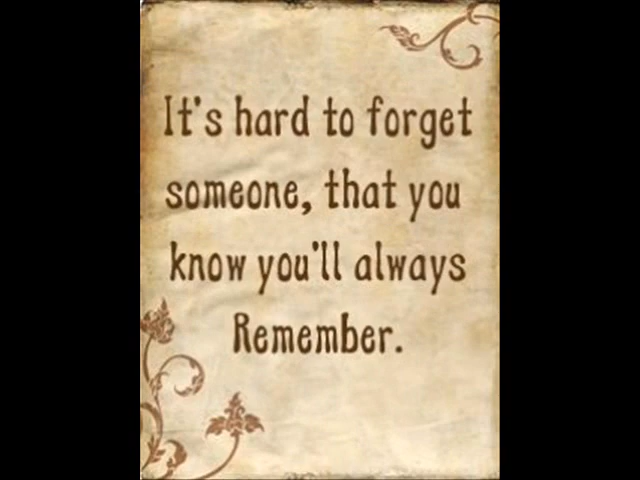 It's hard to forget
someone, that you
know you'll always
Remember.